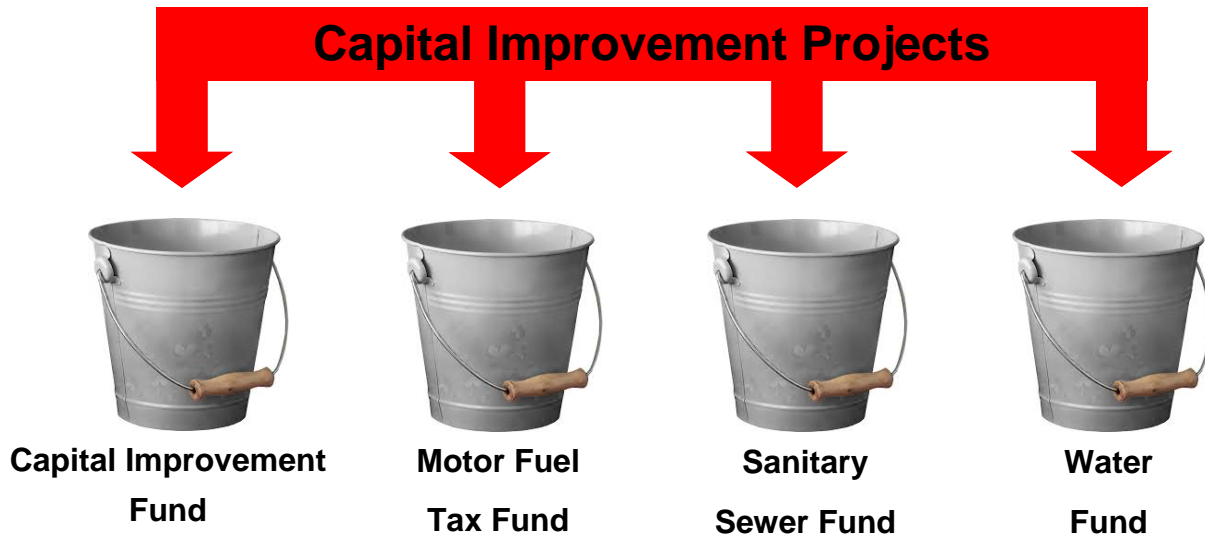 Capital Improvement Projects
Capital Improvement
Fund
Motor Fuel
Tax Fund
Sanitary
Sewer Fund
Water
Fund